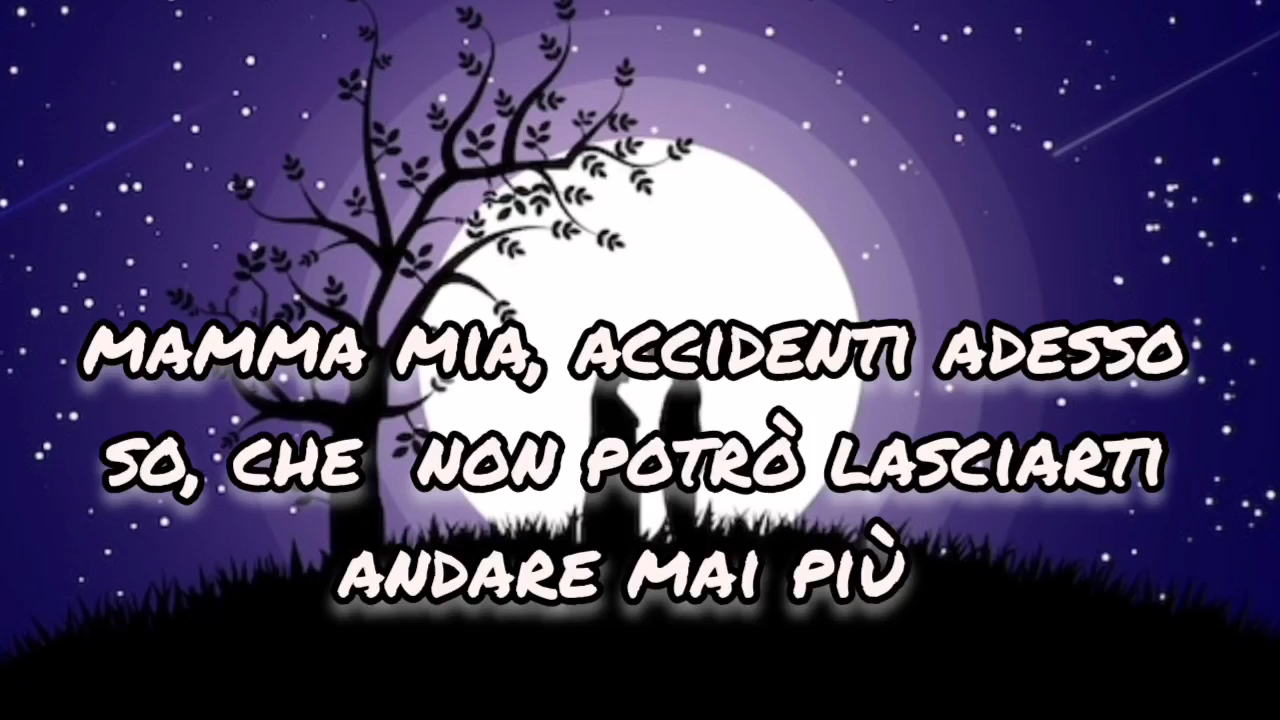 MAMMA MIA, ACCIDENTI ADESSO
SO, CHE NON POTRÒ LASCIARTI
ANDARE MAI PIÙ